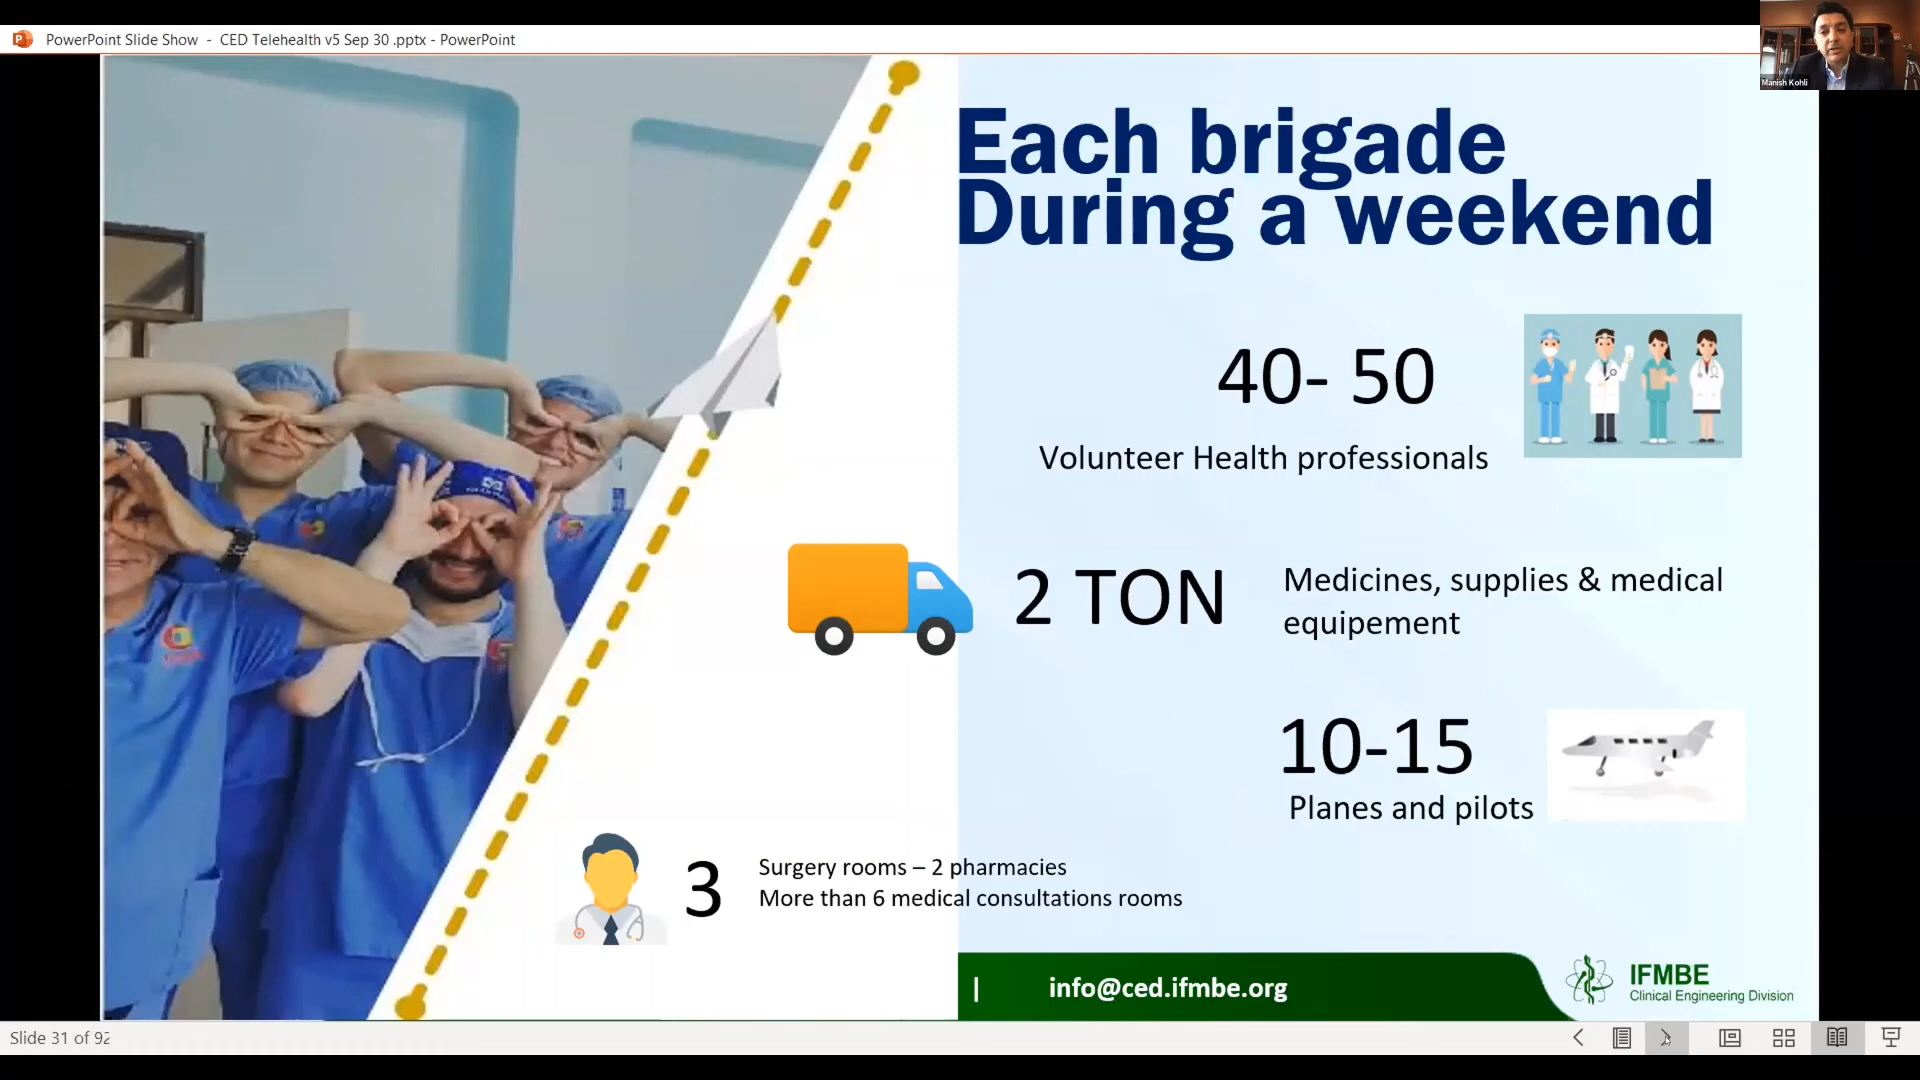 PowerPoint Slide Show - CED Telehealth v5 Sep 30 .pptx - PowerPoint
Manish Kohli
Each brigade
During a weekend
40- 50
Volunteer Health professionals
2 TON
Medicines, supplies & medical
equipement
10-15
Planes and pilots
3
Surgery rooms – 2 pharmacies
More than 6 medical consultations rooms
| info@ced.ifmbe.org
IFMBE
Clinical Engineering Division
Slide 31 of 92